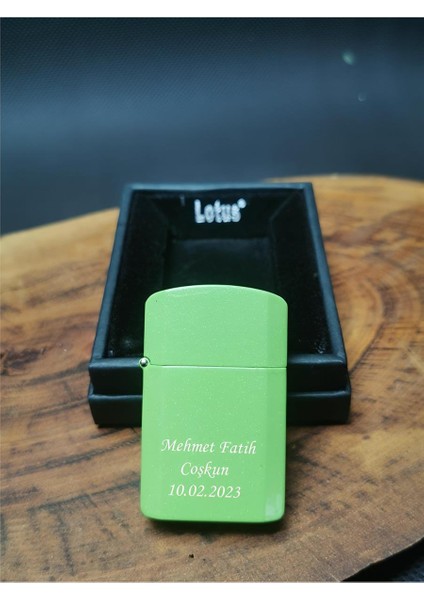 Lotus®
Mehmet Fatih
Coşkun
10.02.2023